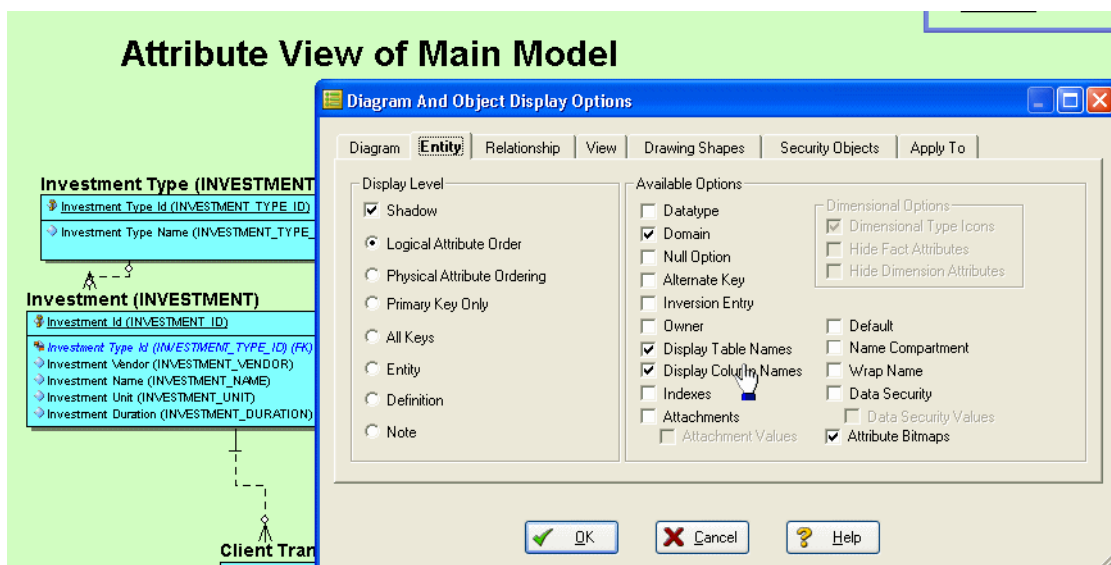 Attribute View of Main Model
Investment Type (INVESTMENT
Investment Type Id (INVESTMENT_TYPE_ID)
Investment Type Name (INVESTMENT_TYPE_
Investment (INVESTMENT)
Investment Id (INVESTMENT_ID)
Investment Type Id (INVESTMENT_TYPE_ID) (FK)
Investment Vendor (INVESTMENT_VENDOR)
Investment Name (INVESTMENT_NAME)
Investment Unit (INVESTMENT_UNIT)
Investment Duration (INVESTMENT_DURATION)
Client Tran
Diagram And Object Display Options
Diagram Entity Relationship View Drawing Shapes Security Objects Apply To
Display Level
Shadow
Logical Attribute Order
Physical Attribute Ordering
Primary Key Only
All Keys
Entity
Definition
Note
Available Options
Datatype
Domain
Null Option
Alternate Key
Inversion Entry
Owner
Display Table Names
Display Column Names
Indexes
Attachments
Attachment Values
Dimensional Options
Dimensional Type Icons
Hide Fact Attributes
Hide Dimension Attributes
Default
Name Compartment
Wrap Name
Data Security
Data Security Values
Attribute Bitmaps
OK Cancel Help